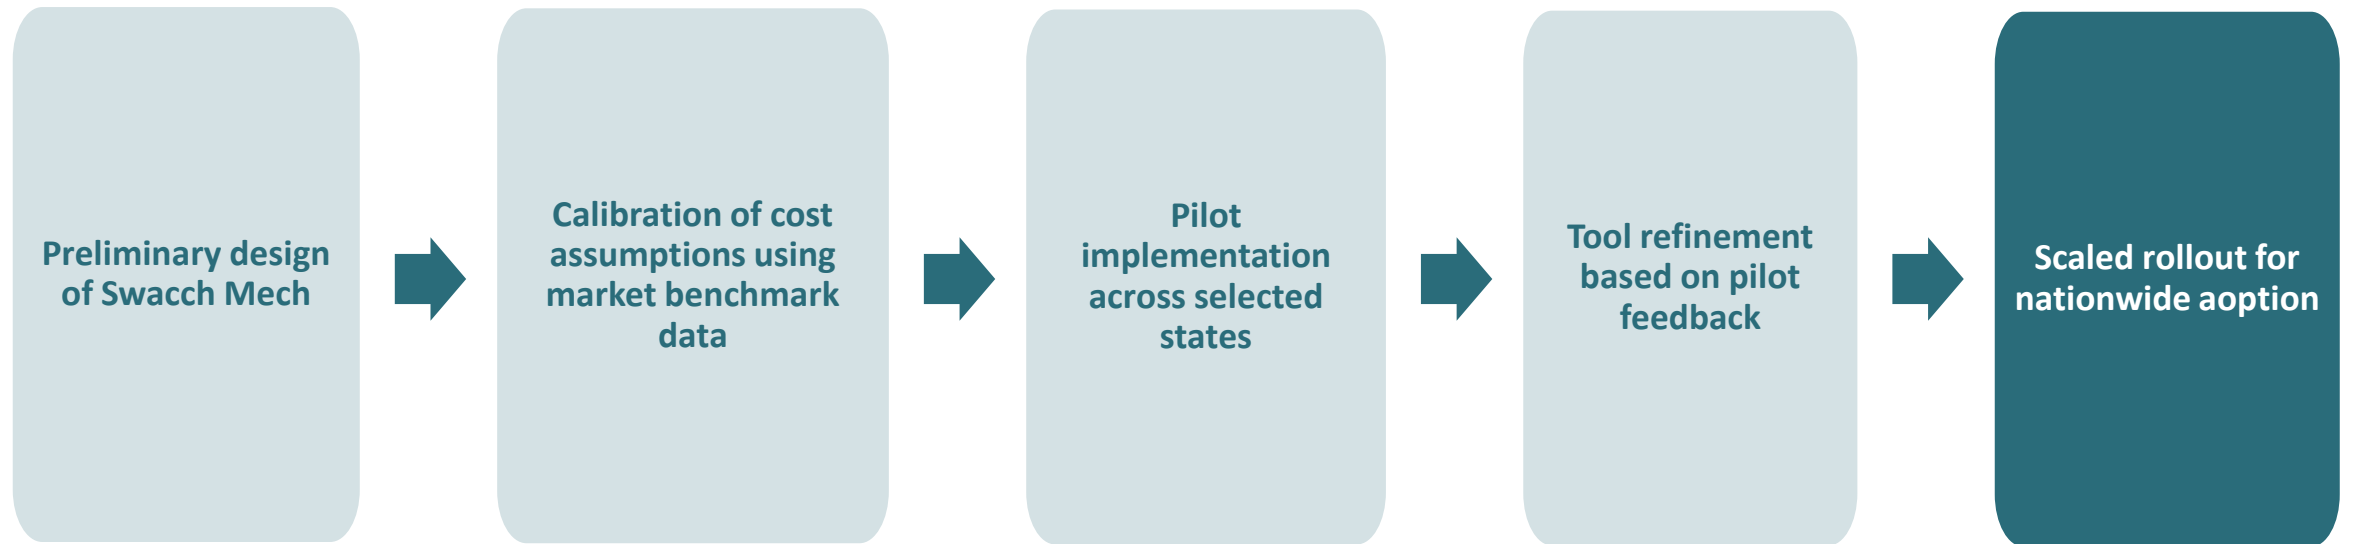 Preliminary design
of Swacch Mech
Calibration of cost
assumptions using
market benchmark
data
Pilot
implementation
across selected
states
Tool refinement
based on pilot
feedback
Scaled rollout for
nationwide aoption